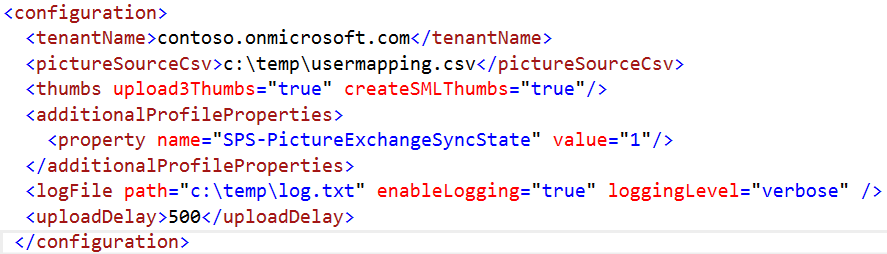 <configuration>
<tenantName>contoso.onmicrosoft.com</tenantName>
<pictureSourceCsv>c:\temp\usermapping.csv</pictureSourceCsv>
<thumbs upload3Thumbs="true" createSMLThumbs="true"/>
<additionalProfileProperties>
<property name="SPS-PictureExchangeSyncState" value="1"/>
</additionalProfileProperties>
<logFile path="c:\temp\log.txt" enableLogging="true" loggingLevel="verbose" />
<uploadDelay>500</uploadDelay>
</configuration>